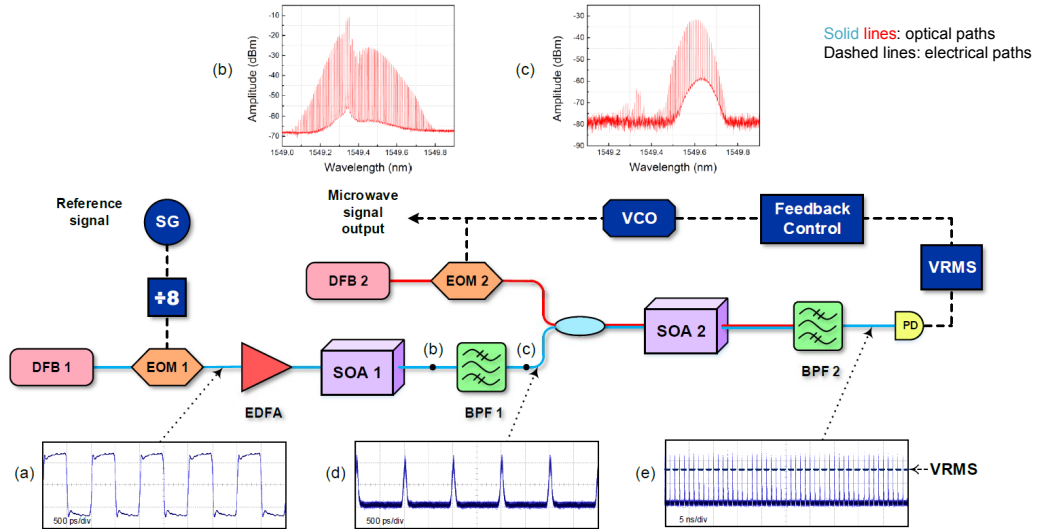 (b)
Amplitude (dBm)
-10
-20
-30
-40
-50
-60
-70
1549.0
1549.2
1549.4
1549.6
1549.8
Wavelength (nm)
(c)
Amplitude (dBm)
-30
-40
-50
-60
-70
-80
-90
1549.2
1549.4
1549.6
1549.8
Wavelength (nm)
Solid lines: optical paths
Dashed lines: electrical paths
Reference
signal
SG
÷8
Microwave
signal
output
VCO
Feedback
Control
VRMS
DFB 2
EOM 2
SOA 2
BPF 2
PD
DFB 1
EOM 1
EDFA
SOA 1
(b)
BPF 1
(c)
(a)
500 ps/div
(d)
500 ps/div
(e)
5 ns/div
VRMS